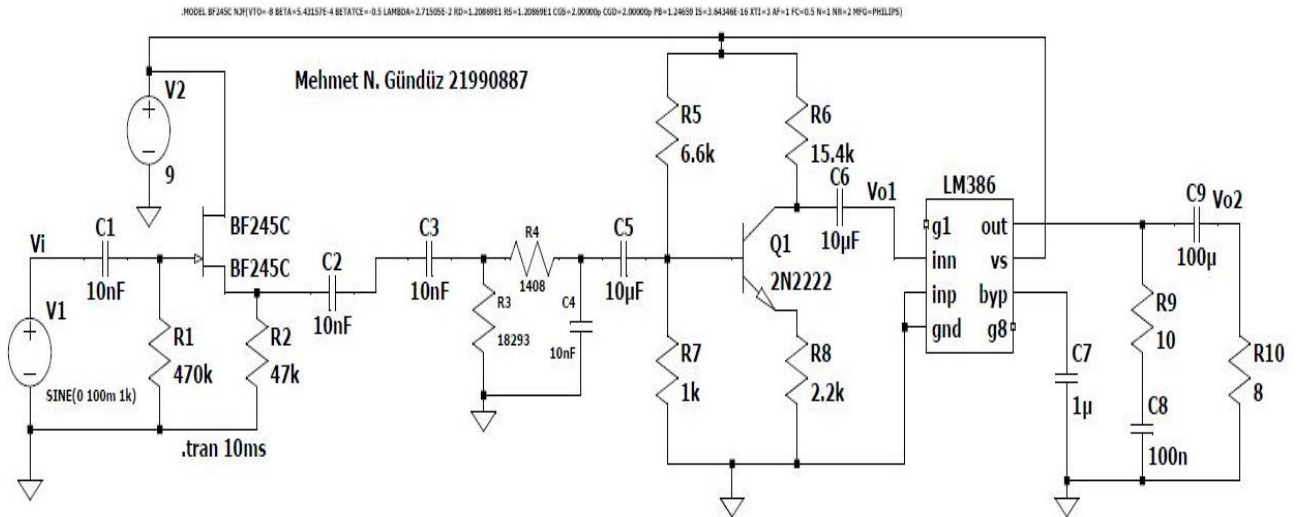 .MODEL BF245C NJF(VTO=-8 BETA=5.43157E-4 BETATCE=-0.5 LAMBDA=2.71505E-2 RD=1.20869E1 RS=1.20869E1 CGS=2.00000p CGD=2.00000p PB=1.24659 IS=3.64346E-16 XTI=3 AF=1 FC=0.5 N=1 NR=2 MFG=PHILIPS)
Mehmet N. Gündüz 21990887
V2
+
−
9
R5
6.6k
R6
15.4k
C6
10µF
Vo1
LM386
g1
out
inn
vs
inp
byp
gnd
g8
C9
100µ
Vo2
Vi
C1
10nF
BF245C
BF245C
C2
10nF
C3
10nF
R4
1408
C5
10µF
Q1
2N2222
R3
18293
C4
10nF
V1
+
−
SINE(0 100m 1k)
R1
470k
R2
47k
.tran 10ms
R7
1k
R8
2.2k
C7
1µ
R9
10
C8
100n
R10
8